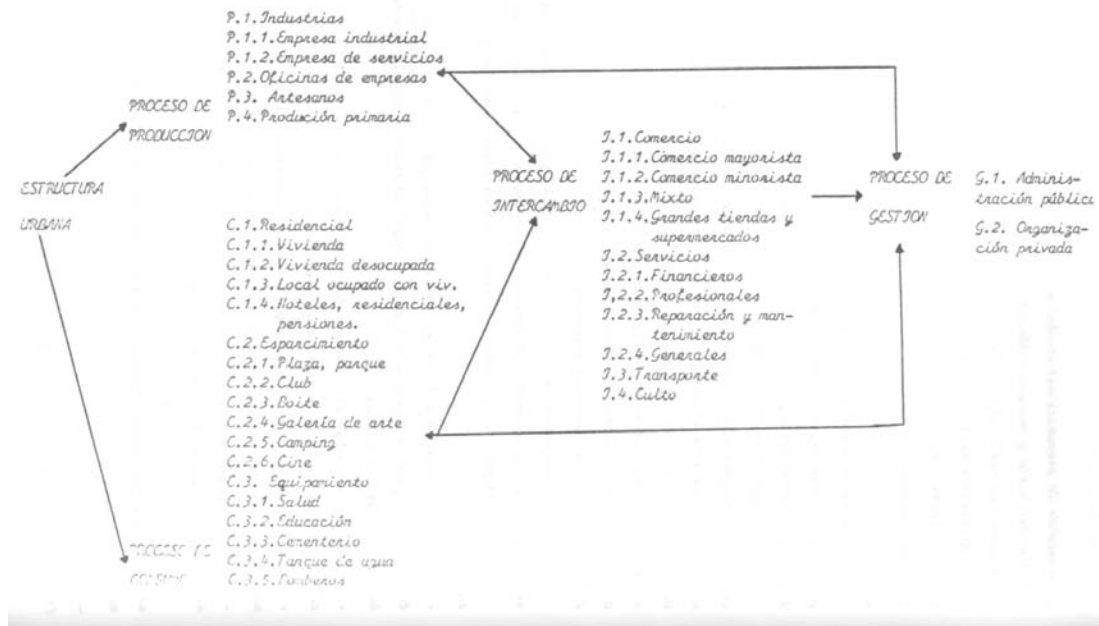 ESTRUCTURA
URBANA
PROCESO DE
PRODUCCION
P.1.Industrias
P.1.1.Empresa industrial
P.1.2.Empresa de servicios
P.2.Oficinas de empresas
P.3. Artesanos
P.4.Produción primaria
PROCESO DE
CONSUMO
C.1.Residencial
C.1.1.Vivienda
C.1.2.Vivienda desocupada
C.1.3.Local ocupado con viv.
C.1.4.Hoteles, residenciales,
pensiones.
C.2.Esparcimiento
C.2.1.Plaza, parque
C.2.2.Club
C.2.3.Boite
C.2.4.Galería de arte
C.2.5.Camping
C.2.6.Cine
C.3. Equipamiento
C.3.1.Salud
C.3.2.Educación
C.3.3.Cementerio
C.3.4.Tanque de agua
C.3.5.Bomberos
PROCESO DE
INTERCAMBIO
I.1.Comercio
I.1.1.Comercio mayorista
I.1.2.Comercio minorista
I.1.3.Mixto
I.1.4.Grandes tiendas y
supermercados
I.2.Servicios
I.2.1.Financieros
I,2.2.Profesionales
I.2.3.Reparación y man-
tenimiento
I.2.4.Generales
I.3.Transporte
I.4.Culto
PROCESO DE
GESTION
G.1. Adminis-
tración pública
G.2. Organiza-
ción privada